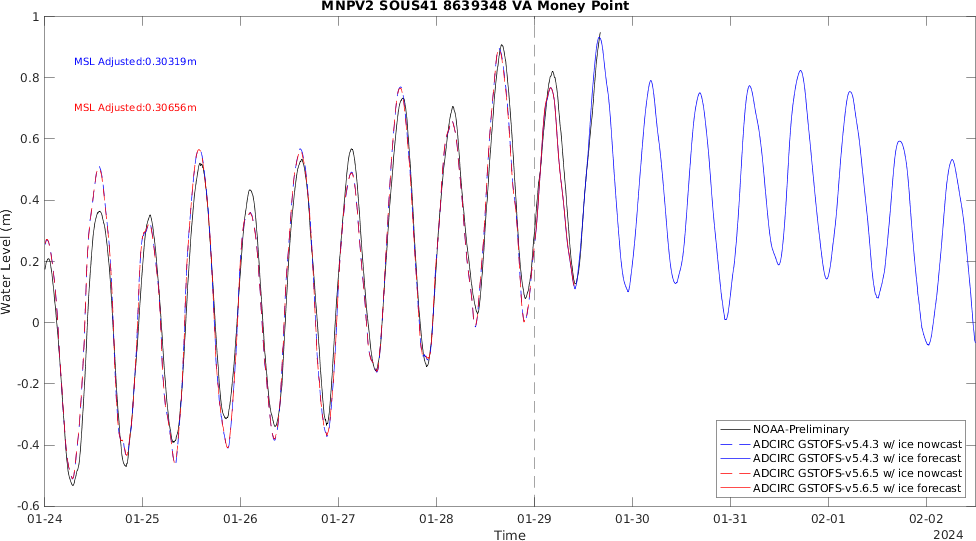 MNPV2 SOUS41 8639348 VA Money Point
MSL Adjusted:0.30319m
MSL Adjusted:0.30656m
Water Level (m)
1
0.8
0.6
0.4
0.2
0
-0.2
-0.4
-0.6
NOAA-Preliminary
ADCIRC GSTOFS-v5.4.3 w/ ice nowcast
ADCIRC GSTOFS-v5.4.3 w/ ice forecast
ADCIRC GSTOFS-v5.6.5 w/ ice nowcast
ADCIRC GSTOFS-v5.6.5 w/ ice forecast
01-24 01-25 01-26 01-27 01-28 01-29 01-30 01-31 02-01 02-02
Time
2024